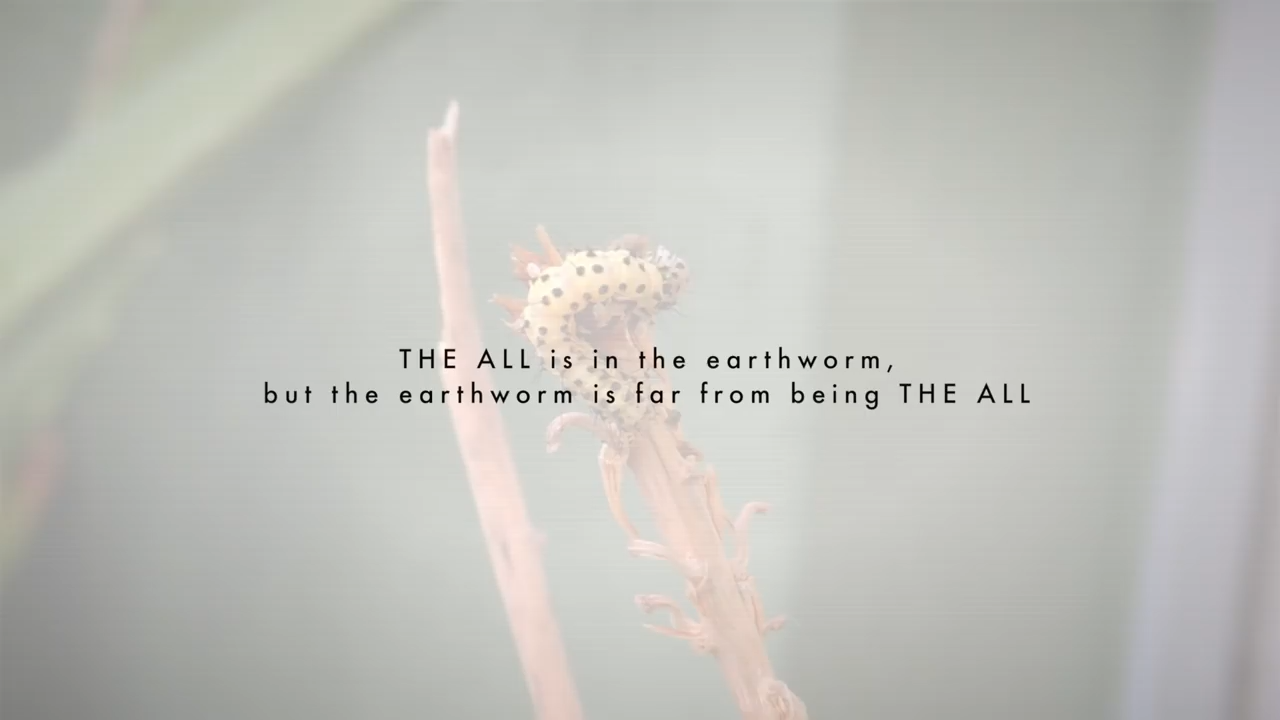 THE ALL is in the earthworm,
but the earthworm is far from being THE ALL